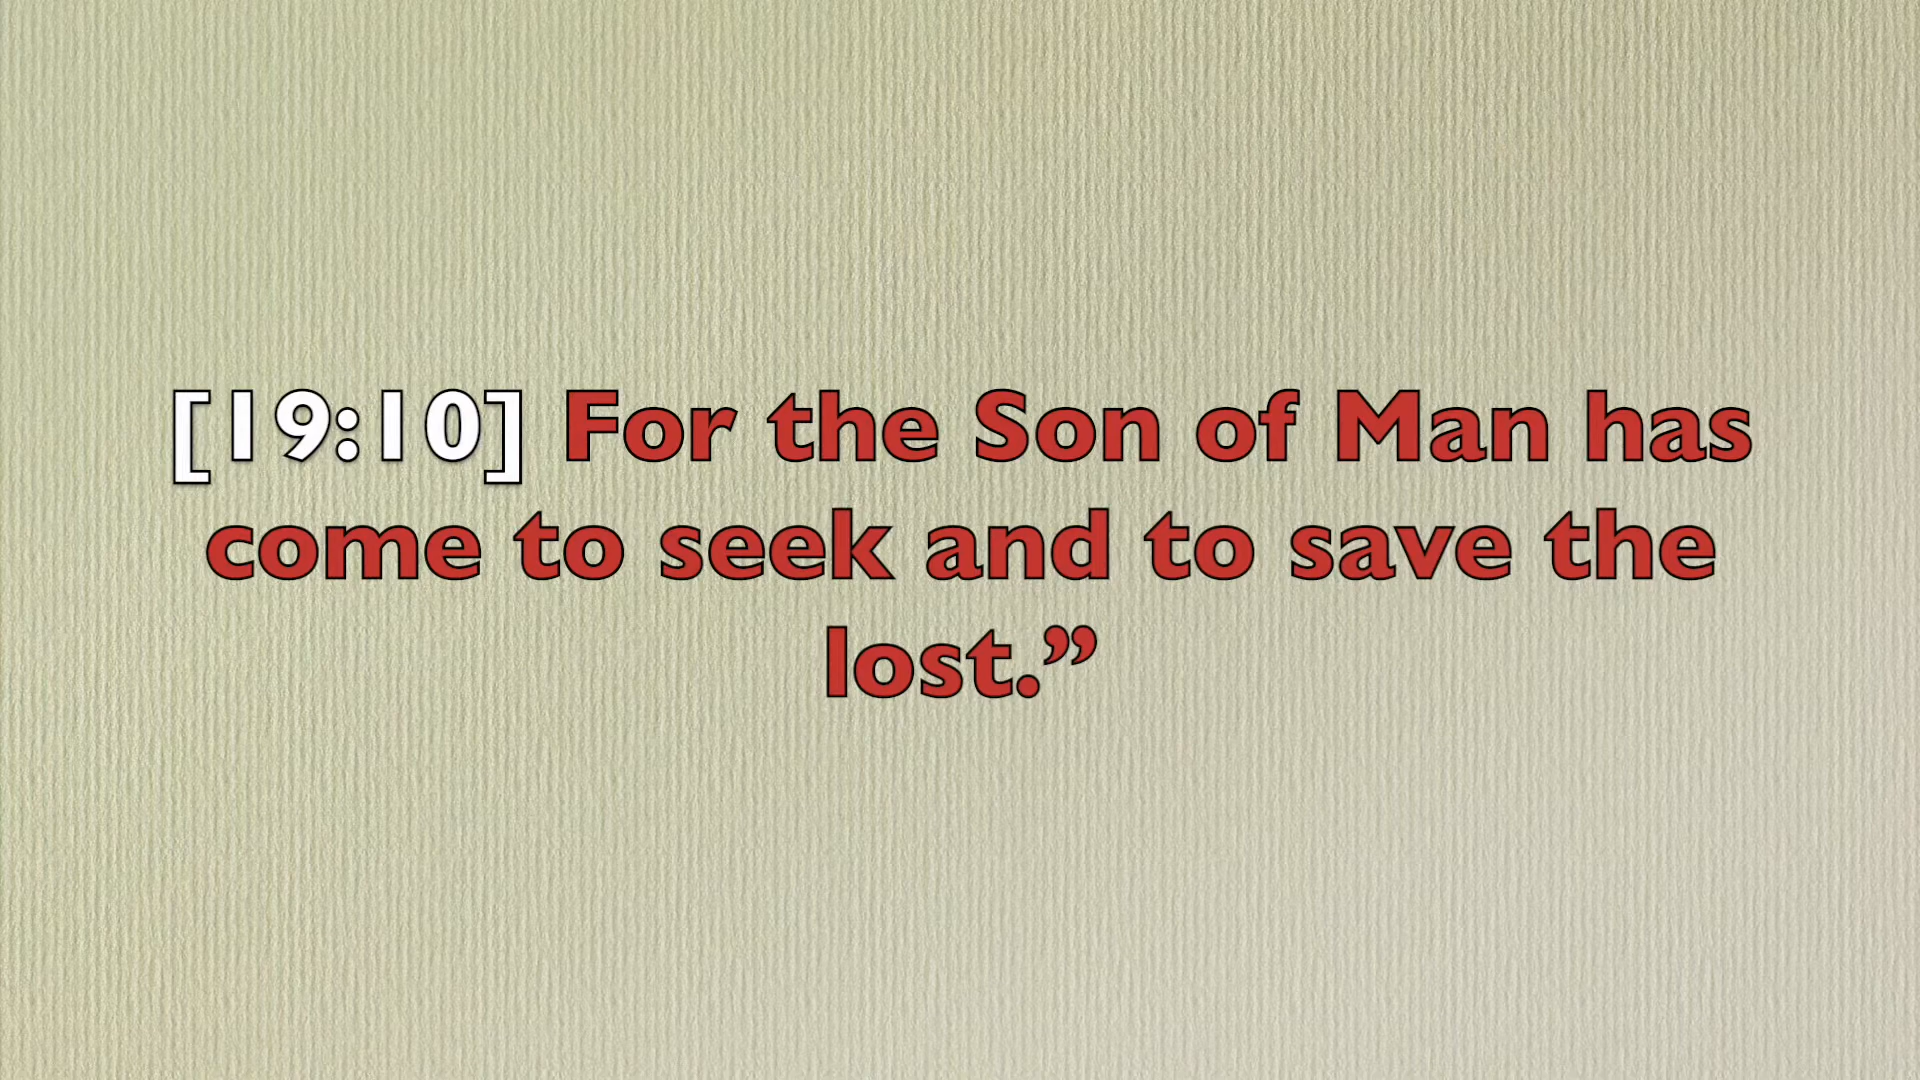 [19:10] For the Son of Man has
come to seek and to save the
lost.”